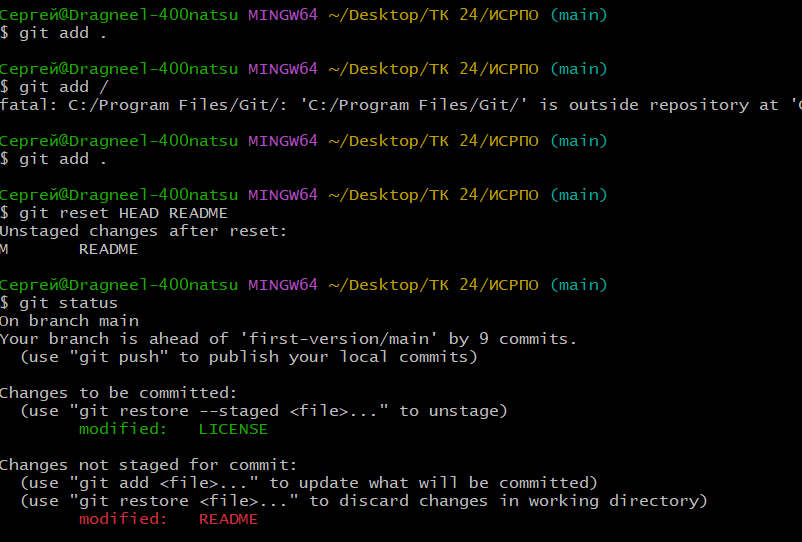 Сергей@Dragneel-400natsu MINGW64 ~/Desktop/ТК 24/ИСРПО (main)
$ git add .
Сергей@Dragneel-400natsu MINGW64 ~/Desktop/ТК 24/ИСРПО (main)
$ git add /
fatal: C:/Program Files/Git/: 'C:/Program Files/Git/' is outside repository at '
Сергей@Dragneel-400natsu MINGW64 ~/Desktop/ТК 24/ИСРПО (main)
$ git add .
Сергей@Dragneel-400natsu MINGW64 ~/Desktop/ТК 24/ИСРПО (main)
$ git reset HEAD README
Unstaged changes after reset:
M       README
Сергей@Dragneel-400natsu MINGW64 ~/Desktop/ТК 24/ИСРПО (main)
$ git status
On branch main
Your branch is ahead of 'first-version/main' by 9 commits.
  (use "git push" to publish your local commits)
Changes to be committed:
  (use "git restore --staged <file>..." to unstage)
        modified:   LICENSE
Changes not staged for commit:
  (use "git add <file>..." to update what will be committed)
  (use "git restore <file>..." to discard changes in working directory)
        modified:   README